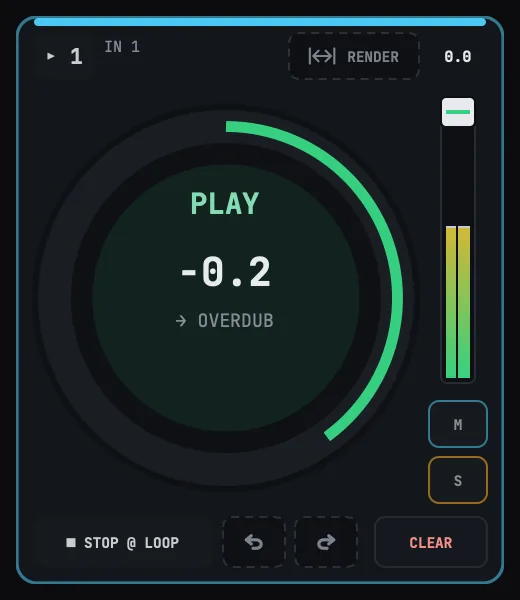 ▶ 1 IN 1
RENDER
0.0
PLAY
-0.2
→ OVERDUB
M
S
■ STOP @ LOOP
CLEAR